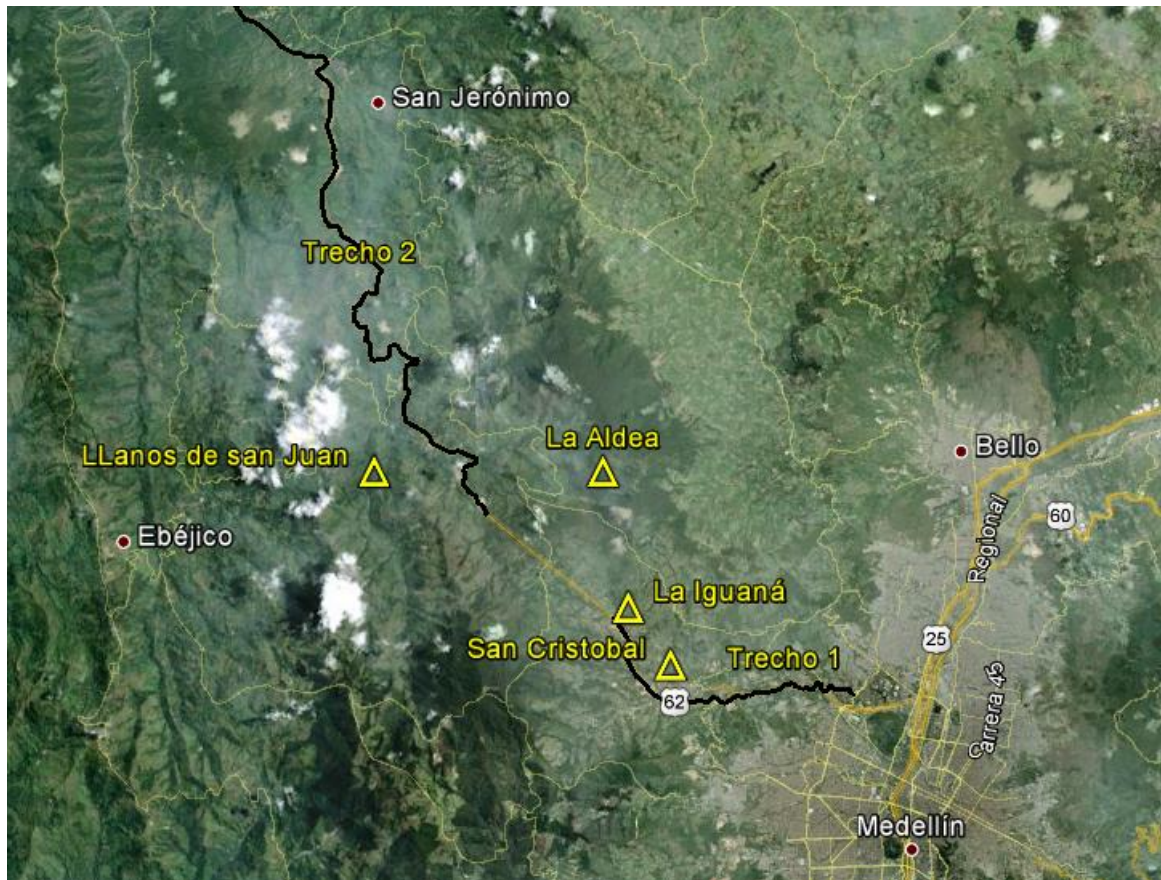 San Jerónimo
Trecho 2
La Aldea
LLanos de san Juan
Bello
60
Ebéjico
Regional
La Iguaná
25
San Cristobal
Trecho 1
62
Carrera 45
Medellín